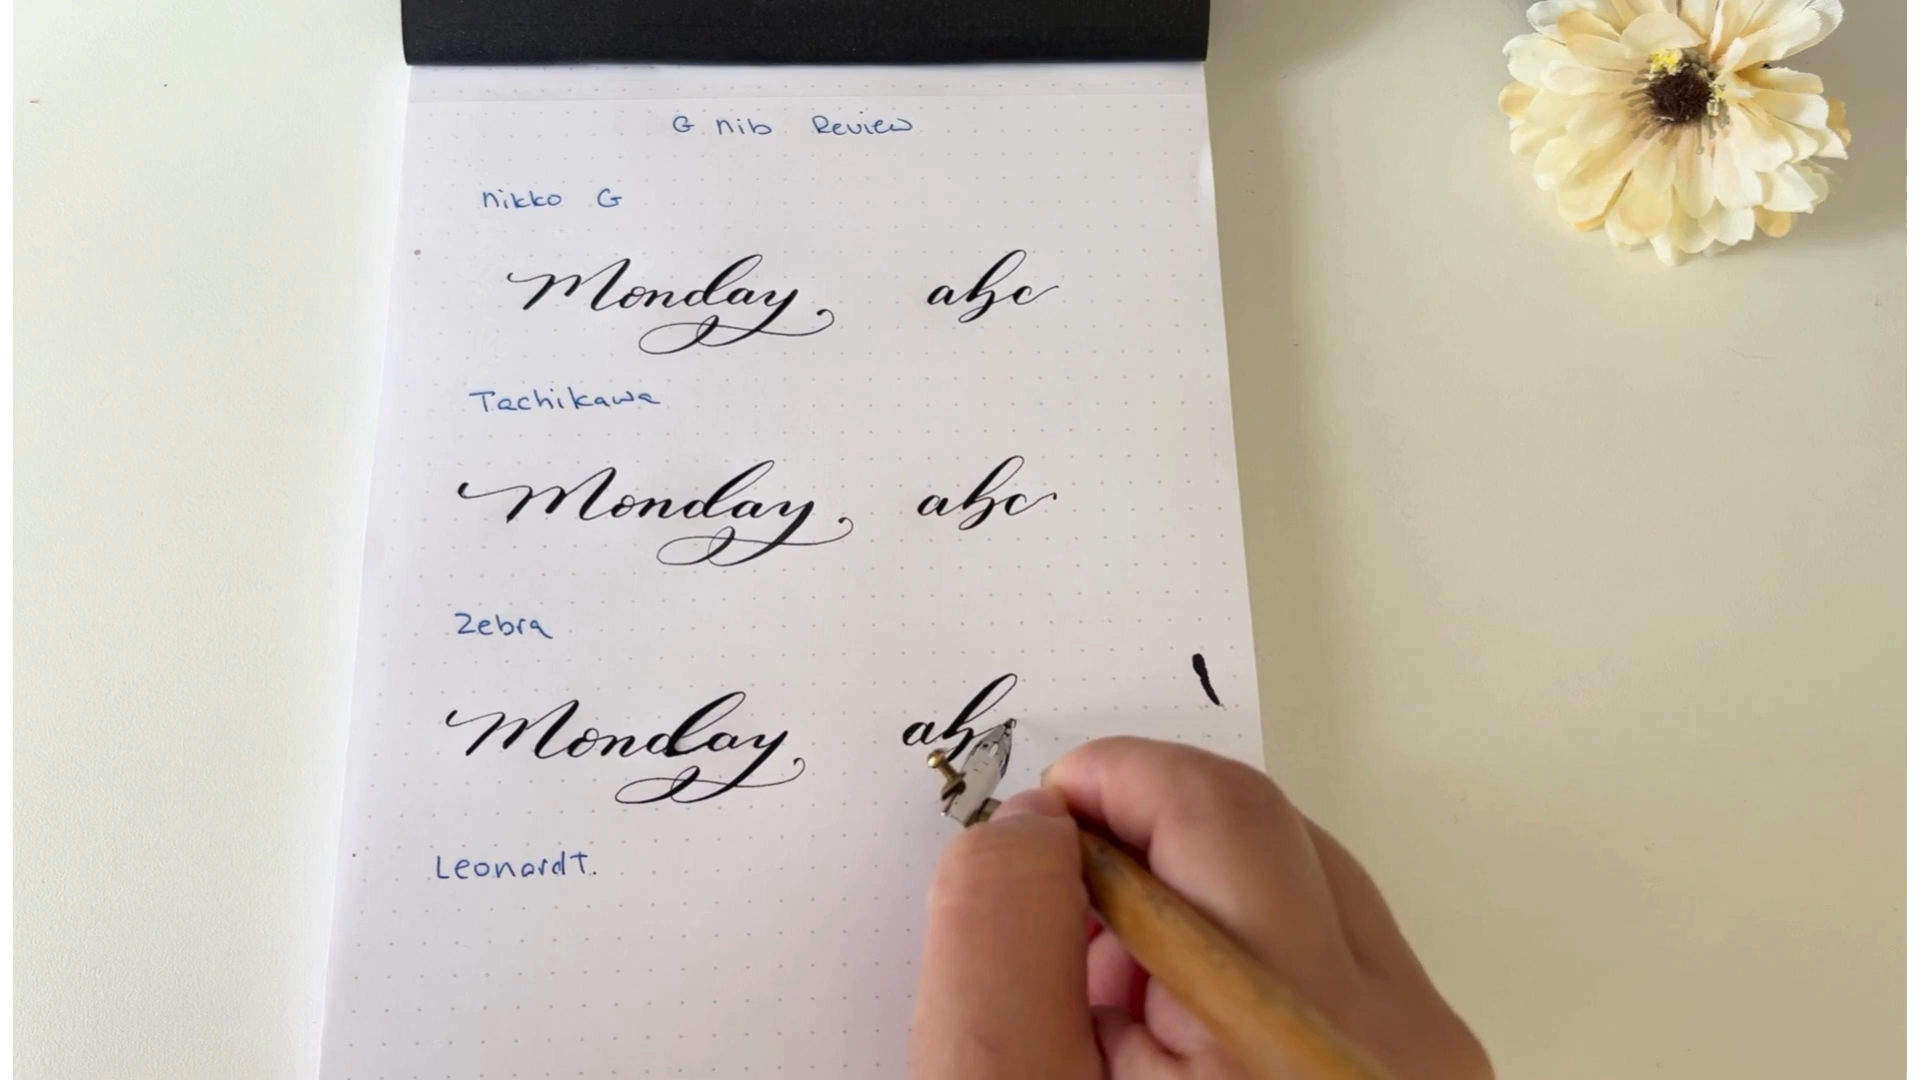 G nib Review
nikko G
Monday abc
Tachikawa
Monday abc
Zebra
Monday ab
Leonardt.